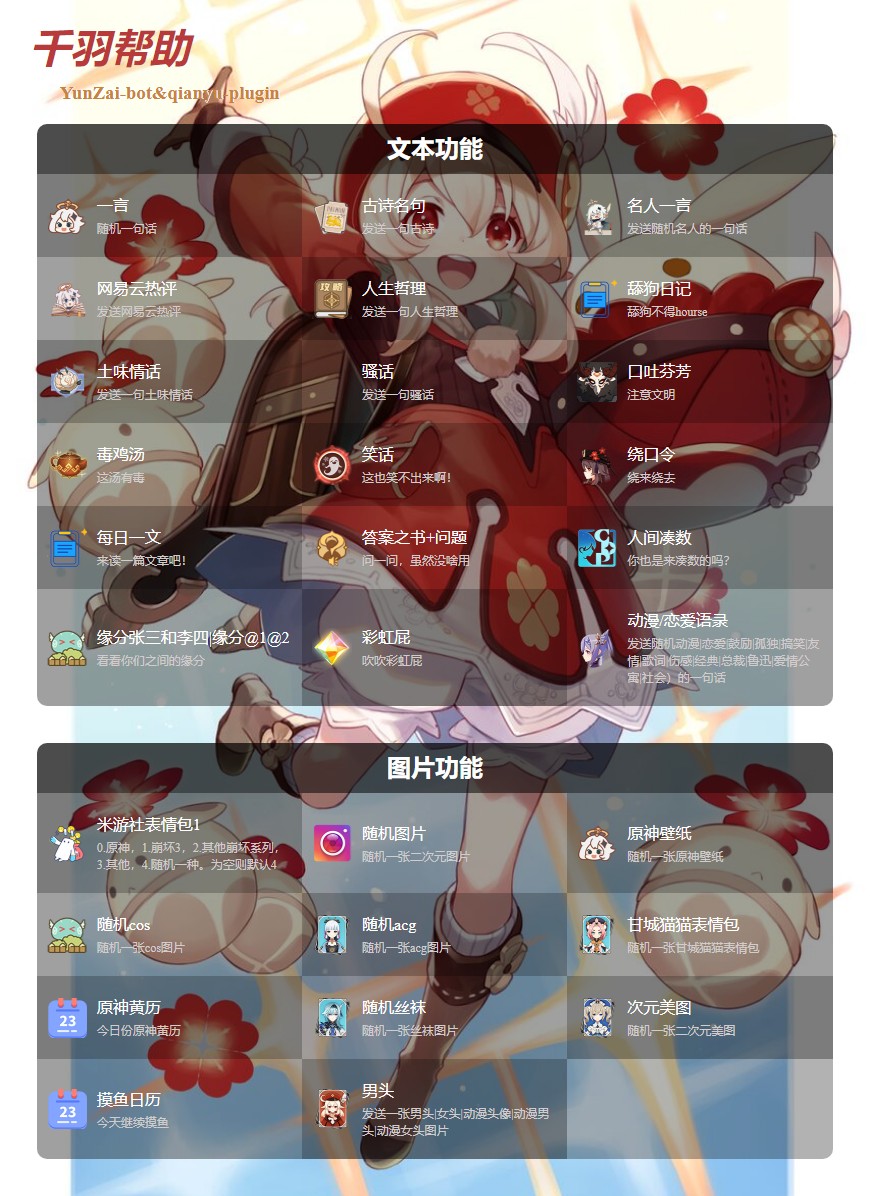 千羽帮助
YunZai-bot&qianyu-plugin
文本功能
一言
随机一句话
古诗名句
发送一句古诗
名人一言
发送随机名人的一句话
网易云热评
发送网易云热评
人生哲理
发送一句人生哲理
舔狗日记
舔狗不得hourse
土味情话
发送一句土味情话
骚话
发送一句骚话
口吐芬芳
注意文明
毒鸡汤
这汤有毒
笑话
这也笑不出来啊！
绕口令
绕来绕去
每日一文
来读一篇文章吧！
答案之书+问题
问一问，虽然没啥用
人间凑数
你也是来凑数的吗？
缘分张三和李四|缘分@1@2
看看你们之间的缘分
彩虹屁
吹吹彩虹屁
动漫/恋爱语录
发送随机动漫|恋爱|鼓励|孤独|搞笑|友
情|歌词|伤感|经典|总裁|鲁迅|爱情公
寓|社会）的一句话
图片功能
米游社表情包1
0.原神，1.崩坏3，2.其他崩坏系列，
3.其他，4.随机一种。为空则默认4
随机图片
随机一张二次元图片
原神壁纸
随机一张原神壁纸
随机cos
随机一张cos图片
随机acg
随机一张acg图片
甘城猫猫表情包
随机一张甘城猫猫表情包
23
原神黄历
今日份原神黄历
随机丝袜
随机一张丝袜图片
次元美图
随机一张二次元美图
23
摸鱼日历
今天继续摸鱼
男头
发送一张男头|女头|动漫头像|动漫男
头|动漫女头图片